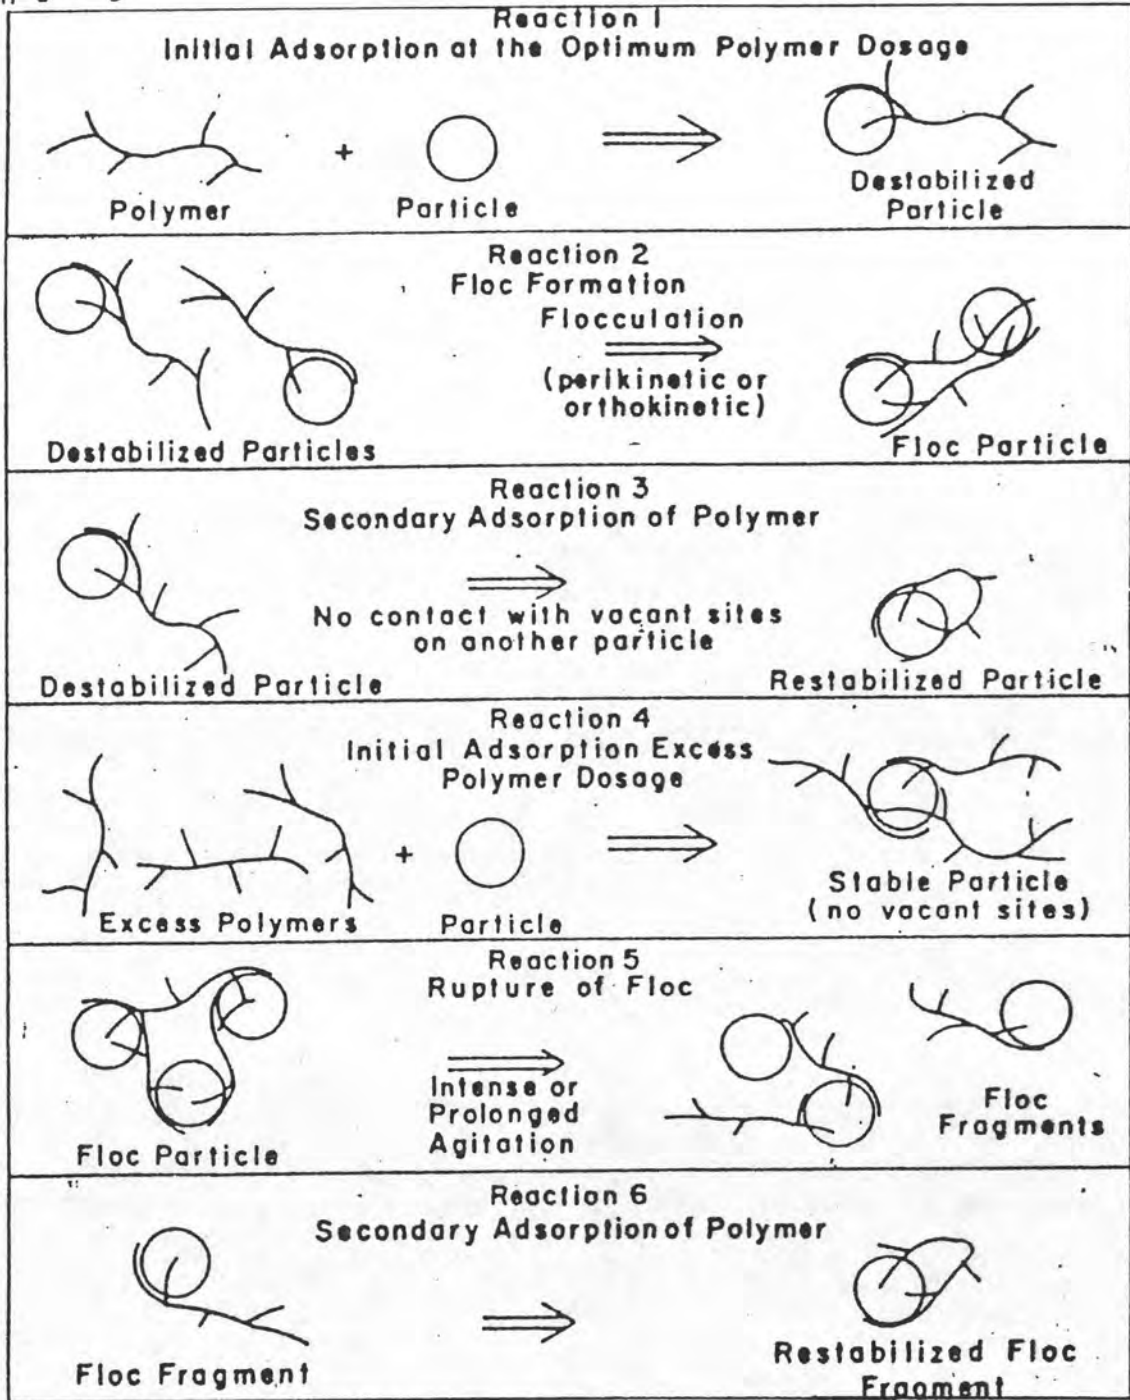 Reaction 1
Initial Adsorption at the Optimum Polymer Dosage
+
Polymer
Particle
Destabilized
Particle
Reaction 2
Floc Formation
Flocculation
(perikinetic or
orthokinetic)
Destabilized Particles
Floc Particle
Reaction 3
Secondary Adsorption of Polymer
No contact with vacant sites
on another particle
Destabilized Particle
Restabilized Particle
Reaction 4
Initial Adsorption Excess
Polymer Dosage
+
Excess Polymers
Particle
Stable Particle
(no vacant sites)
Reaction 5
Rupture of Floc
Intense or
Prolonged
Agitation
Floc Particle
Floc
Fragments
Reaction 6
Secondary Adsorption of Polymer
Floc Fragment
Restabilized Floc
Fragment